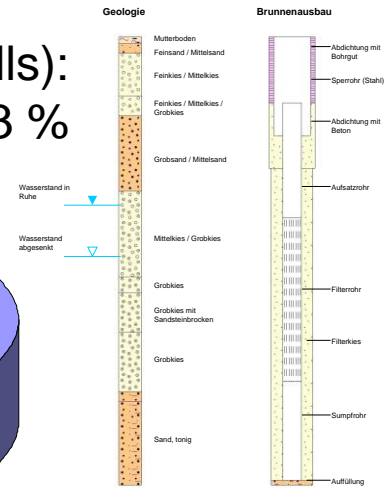 lls):
3 %
Geologie
Mutterboden
Feinsand / Mittelsand
Feinkies / Mittelkies
Feinkies / Mittelkies /
Grobkies
Grobsand / Mittelsand
Wasserstand in
Ruhe
Wasserstand
abgesenkt
Mittelkies / Grobkies
Grobkies
Grobkies mit
Sandsteinbrocken
Grobkies
Sand, tonig
Brunnenausbau
Abdichtung mit
Bohrgut
Sperrohr (Stahl)
Abdichtung mit
Beton
Aufsatzrohr
Filterrohr
Filterkies
Sumpfrohr
Auffüllung